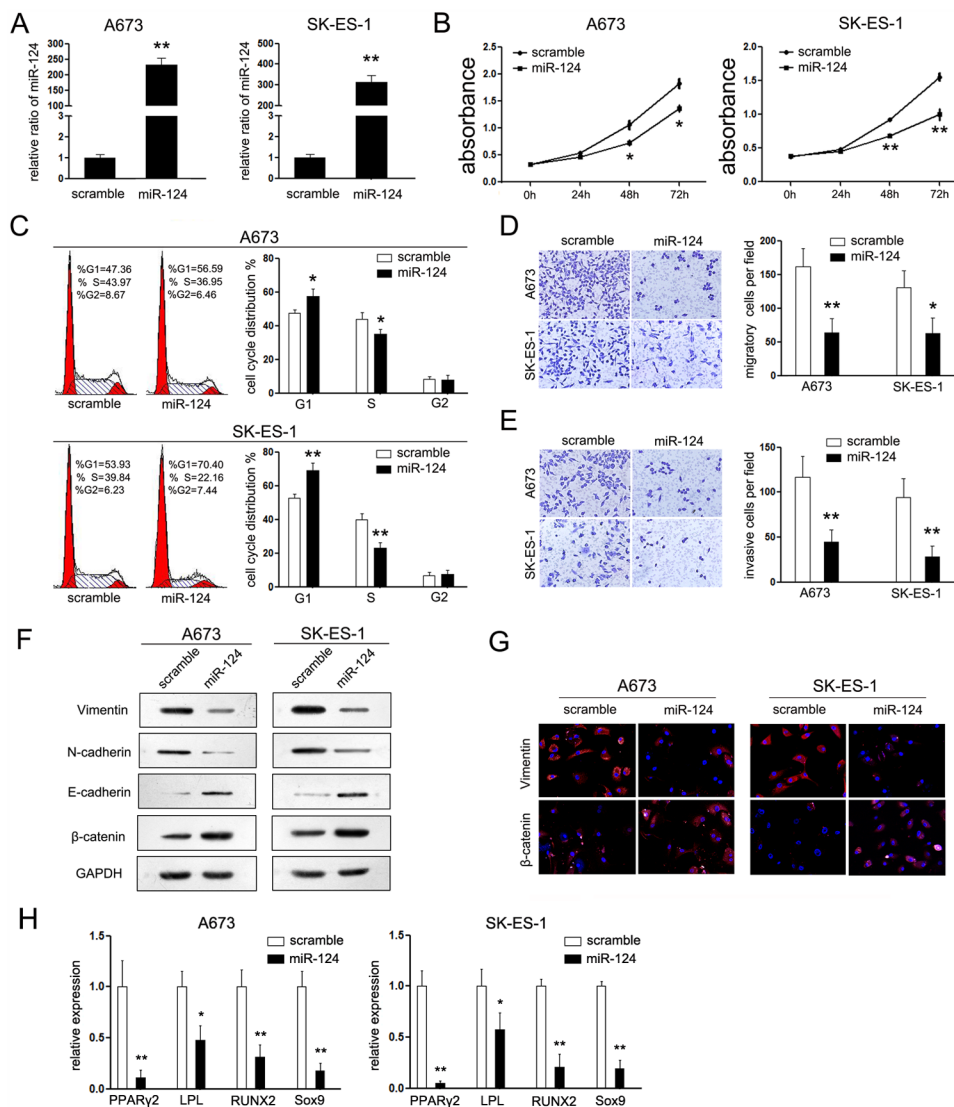 A
A673
SK-ES-1
relative ratio of miR-124
300
250
200
150
100
3
2
1
0
**
scramble
miR-124
relative ratio of miR-124
400
300
200
100
3
2
1
0
**
scramble
miR-124
B
A673
SK-ES-1
absorbance
2.5
2.0
1.5
1.0
0.5
0.0
scramble
miR-124
*
*
0h
24h
48h
72h
absorbance
2.0
1.5
1.0
0.5
0.0
scramble
miR-124
**
**
0h
24h
48h
72h
C
A673
%G1=47.36
% S=43.97
%G2=8.67
%G1=56.59
% S=36.95
%G2=6.46
scramble
miR-124
cell cycle distribution %
80
60
40
20
0
scramble
miR-124
*
*
G1
S
G2
SK-ES-1
%G1=53.93
% S=39.84
%G2=6.23
%G1=70.40
% S=22.16
%G2=7.44
scramble
miR-124
cell cycle distribution %
80
60
40
20
0
scramble
miR-124
**
**
G1
S
G2
D
scramble
miR-124
A673
SK-ES-1
migratory cells per field
200
150
100
50
0
scramble
miR-124
**
*
A673
SK-ES-1
E
scramble
miR-124
A673
SK-ES-1
invasive cells per field
150
100
50
0
scramble
miR-124
**
**
A673
SK-ES-1
F
A673
SK-ES-1
scramble
miR-124
scramble
miR-124
Vimentin
N-cadherin
E-cadherin
β-catenin
GAPDH
G
A673
SK-ES-1
scramble
miR-124
scramble
miR-124
Vimentin
β-catenin
H
A673
SK-ES-1
relative expression
1.5
1.0
0.5
0.0
scramble
miR-124
**
*
**
**
PPARγ2
LPL
RUNX2
Sox9
relative expression
1.5
1.0
0.5
0.0
scramble
miR-124
**
*
**
**
PPARγ2
LPL
RUNX2
Sox9